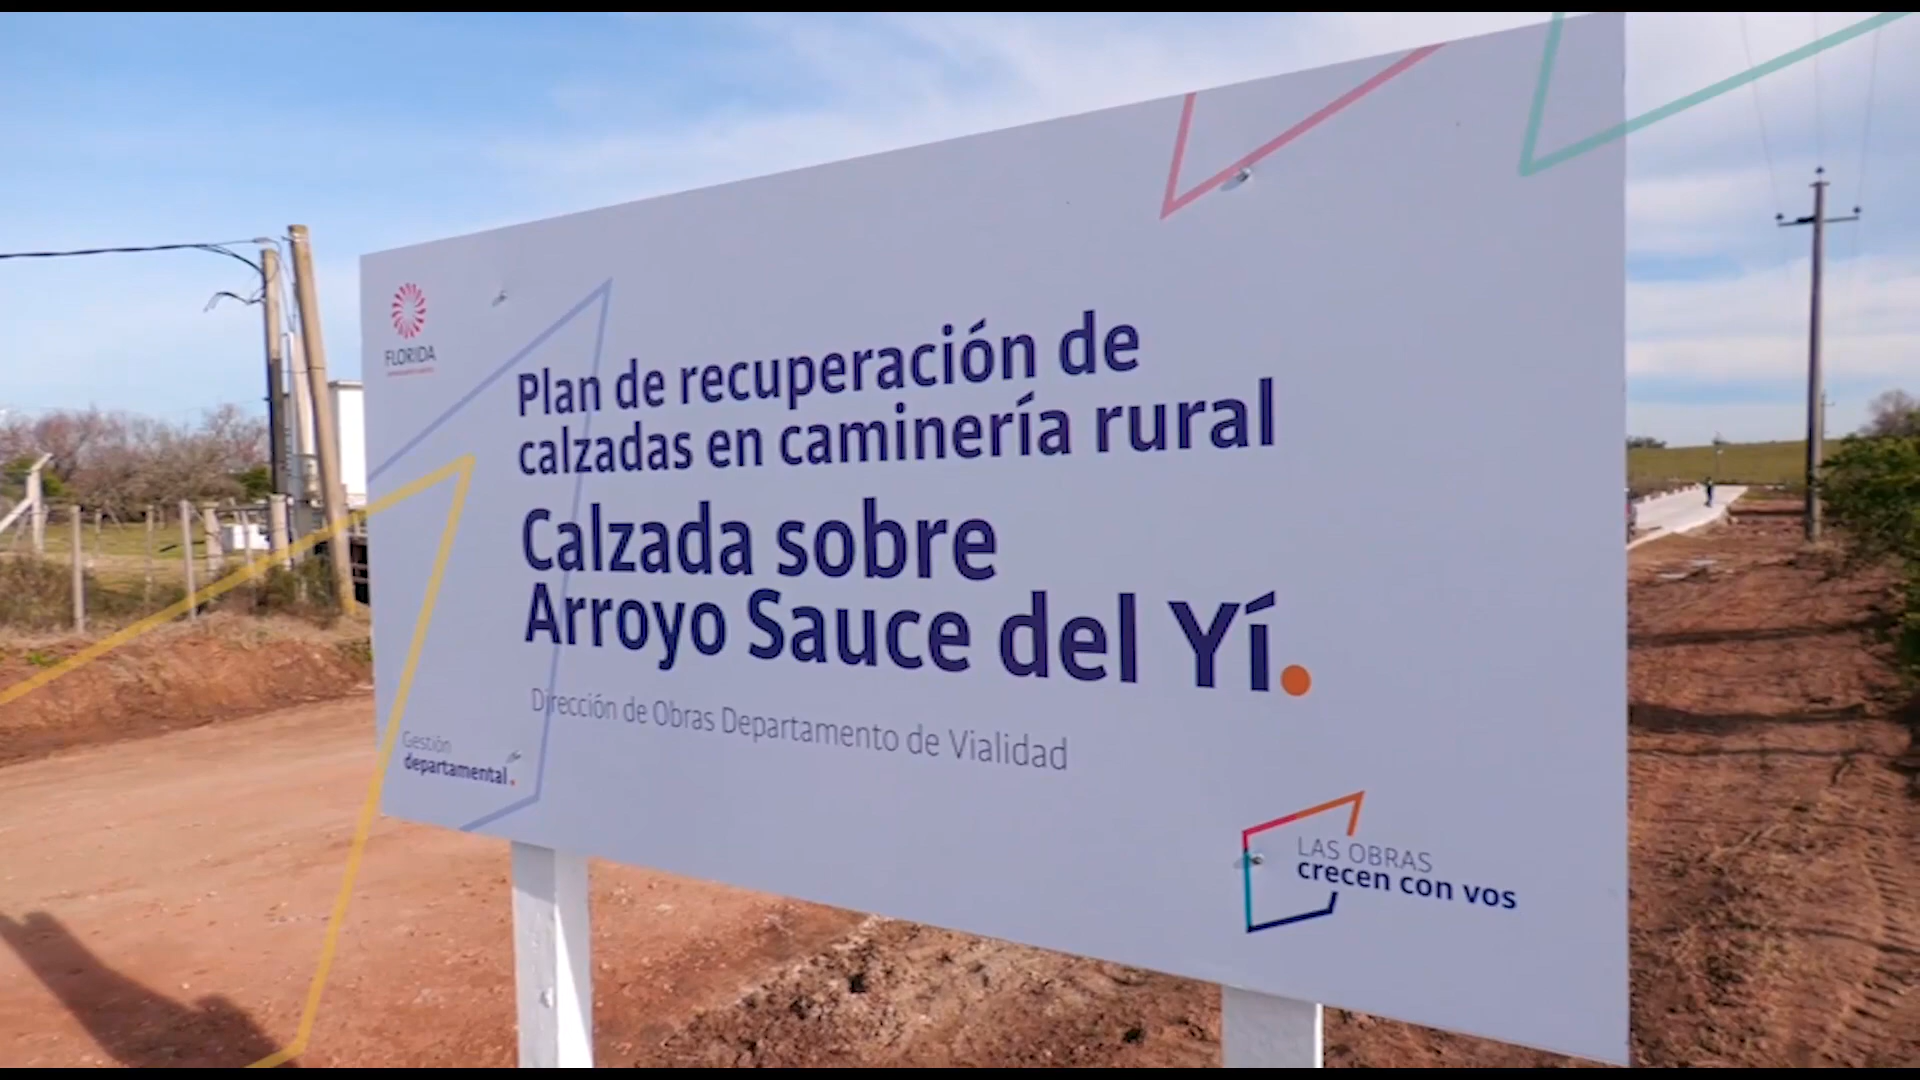 FLORIDA
Plan de recuperación de
calzadas en caminería rural
Calzada sobre
Arroyo Sauce del Yí.
Dirección de Obras Departamento de Vialidad
Gestión
departamental.
LAS OBRAS
crecen con vos